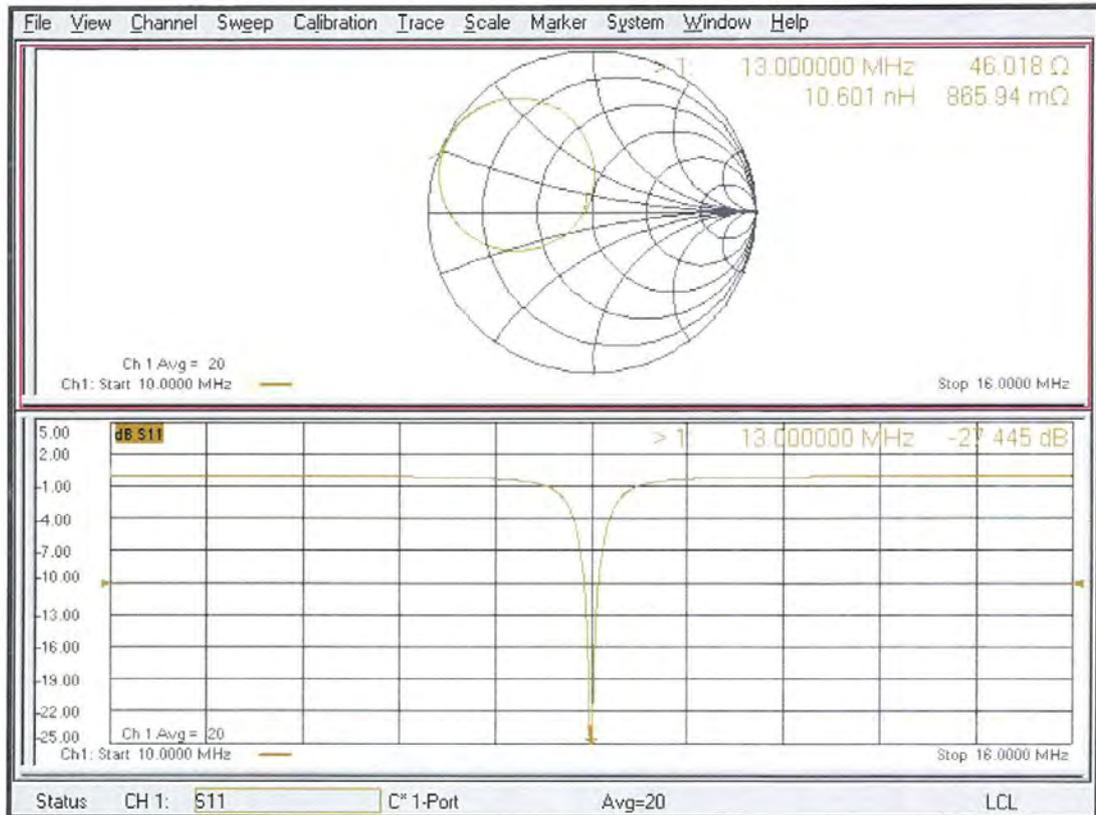 File View Channel Sweep Calibration Trace Scale Marker System Window Help
> 1: 13.000000 MHz 46.018 Ω
10.601 nH 865.94 mΩ
Ch 1 Avg = 20
Ch1: Start 10.0000 MHz Stop 16.0000 MHz
5.00
dB S11
> 1: 13.000000 MHz -27.445 dB
2.00
-1.00
-4.00
-7.00
-10.00
-13.00
-16.00
-19.00
-22.00
-25.00
Ch 1 Avg = 20
Ch1: Start 10.0000 MHz Stop 16.0000 MHz
Status CH 1: S11 C* 1-Port Avg=20 LCL